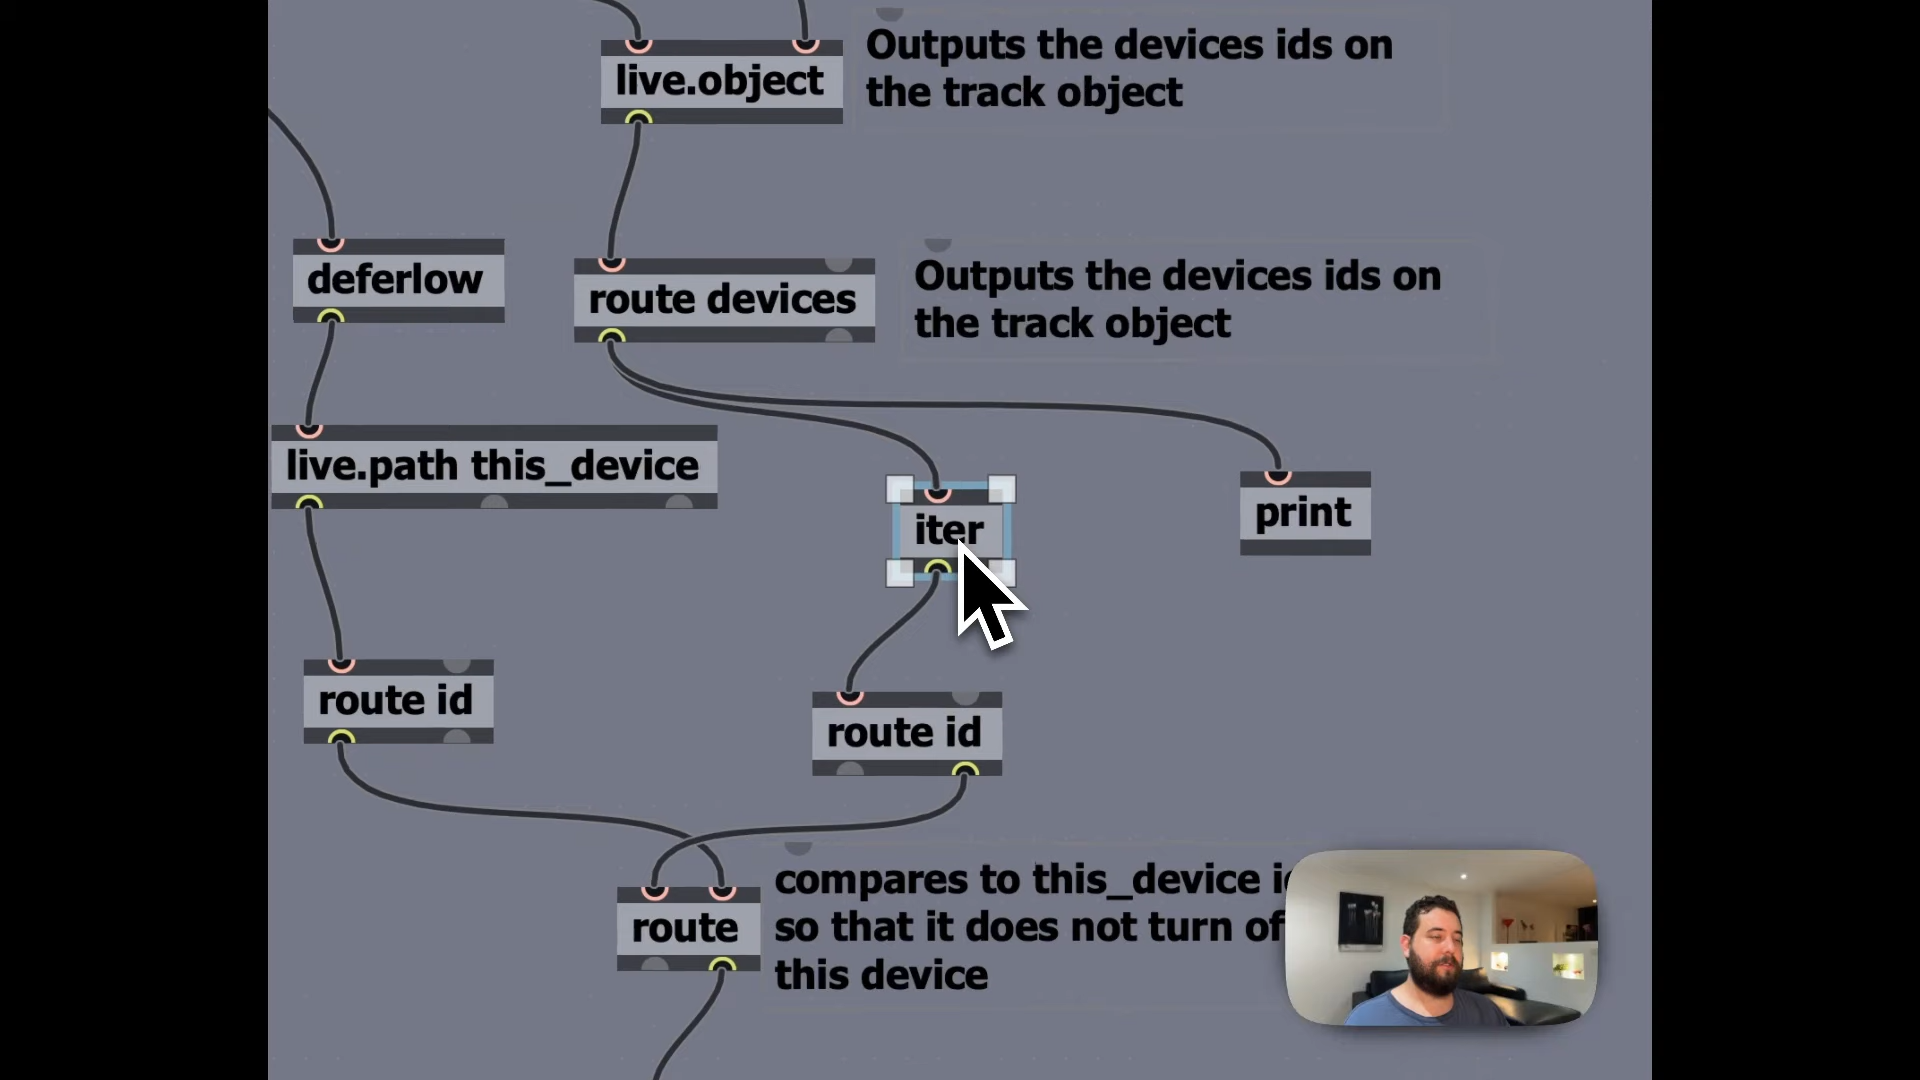 live.object
Outputs the devices ids on
the track object
deferlow
route devices
Outputs the devices ids on
the track object
live.path this_device
iter
print
route id
route id
route
compares to this_device
so that it does not turn
this device